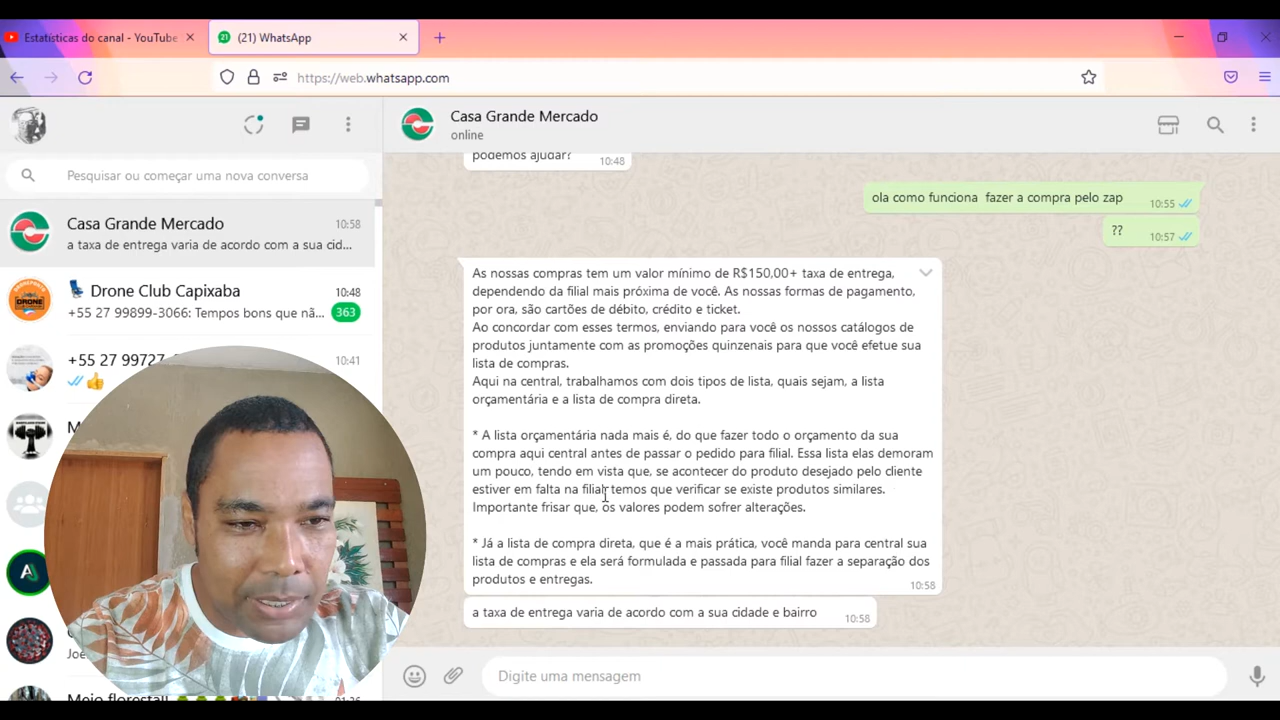 Estatísticas do canal - YouTube
(21) WhatsApp
https://web.whatsapp.com
Pesquisar ou começar uma nova conversa
Casa Grande Mercado
10:58
a taxa de entrega varia de acordo com a sua cid...
Drone Club Capixaba
10:48
+55 27 99899-3066: Tempos bons que nã...
363
+55 27 99727-
10:41
Casa Grande Mercado
online
podemos ajudar?
10:48
ola como funciona fazer a compra pelo zap
10:55
??
10:57
As nossas compras tem um valor mínimo de R$150,00+ taxa de entrega,
dependendo da filial mais próxima de você. As nossas formas de pagamento,
por ora, são cartões de débito, crédito e ticket.
Ao concordar com esses termos, enviando para você os nossos catálogos de
produtos juntamente com as promoções quinzenais para que você efetue sua
lista de compras.
Aqui na central, trabalhamos com dois tipos de lista, quais sejam, a lista
orçamentária e a lista de compra direta.
* A lista orçamentária nada mais é, do que fazer todo o orçamento da sua
compra aqui central antes de passar o pedido para filial. Essa lista elas demoram
um pouco, tendo em vista que, se acontecer do produto desejado pelo cliente
estiver em falta na filial temos que verificar se existe produtos similares.
Importante frisar que, os valores podem sofrer alterações.
* Já a lista de compra direta, que é a mais prática, você manda para central sua
lista de compras e ela será formulada e passada para filial fazer a separação dos
produtos e entregas.
10:58
a taxa de entrega varia de acordo com a sua cidade e bairro
10:58
Digite uma mensagem